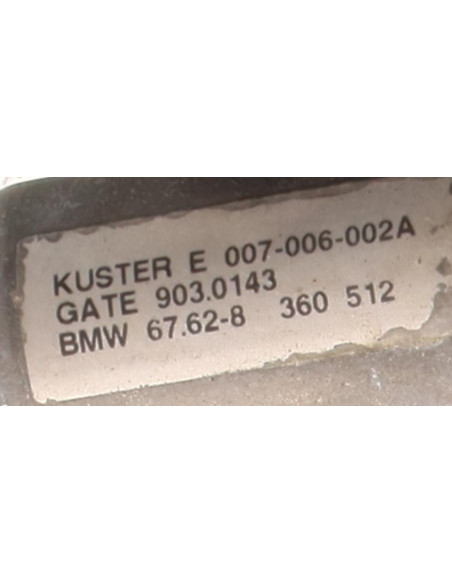 KUSTER E 007-006-002A
GATE 903.0143
BMW 67.62-8 360 512